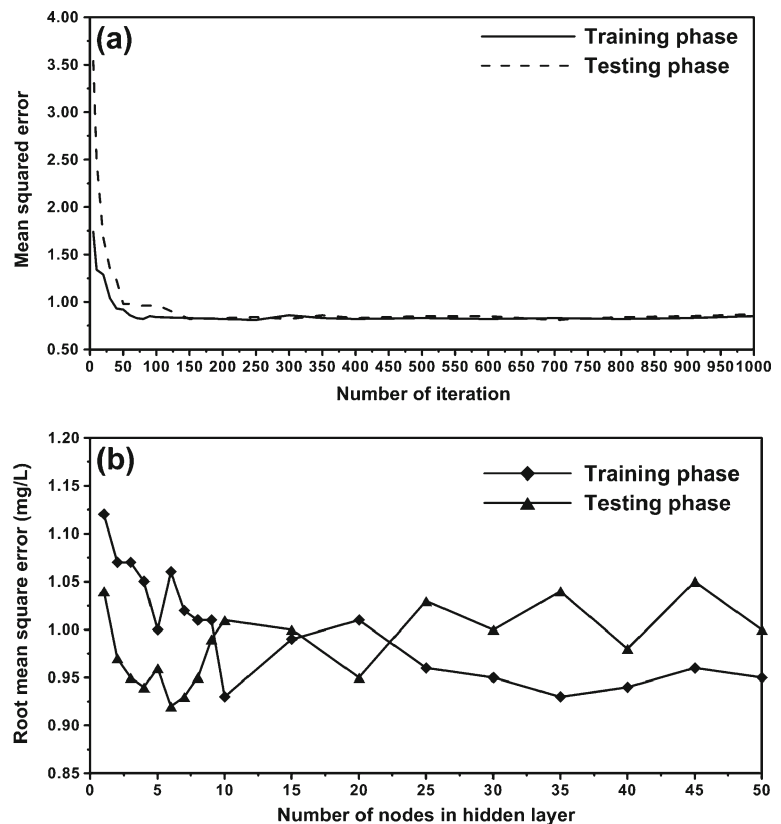 4.00
3.50
3.00
2.50
2.00
1.50
1.00
0.50
Mean squared error
(a)
Training phase
Testing phase
0 50 100 150 200 250 300 350 400 450 500 550 600 650 700 750 800 850 900 950 1000
Number of iteration
1.20
1.15
1.10
1.05
1.00
0.95
0.90
0.85
Root mean square error (mg/L)
(b)
Training phase
Testing phase
0 5 10 15 20 25 30 35 40 45 50
Number of nodes in hidden layer